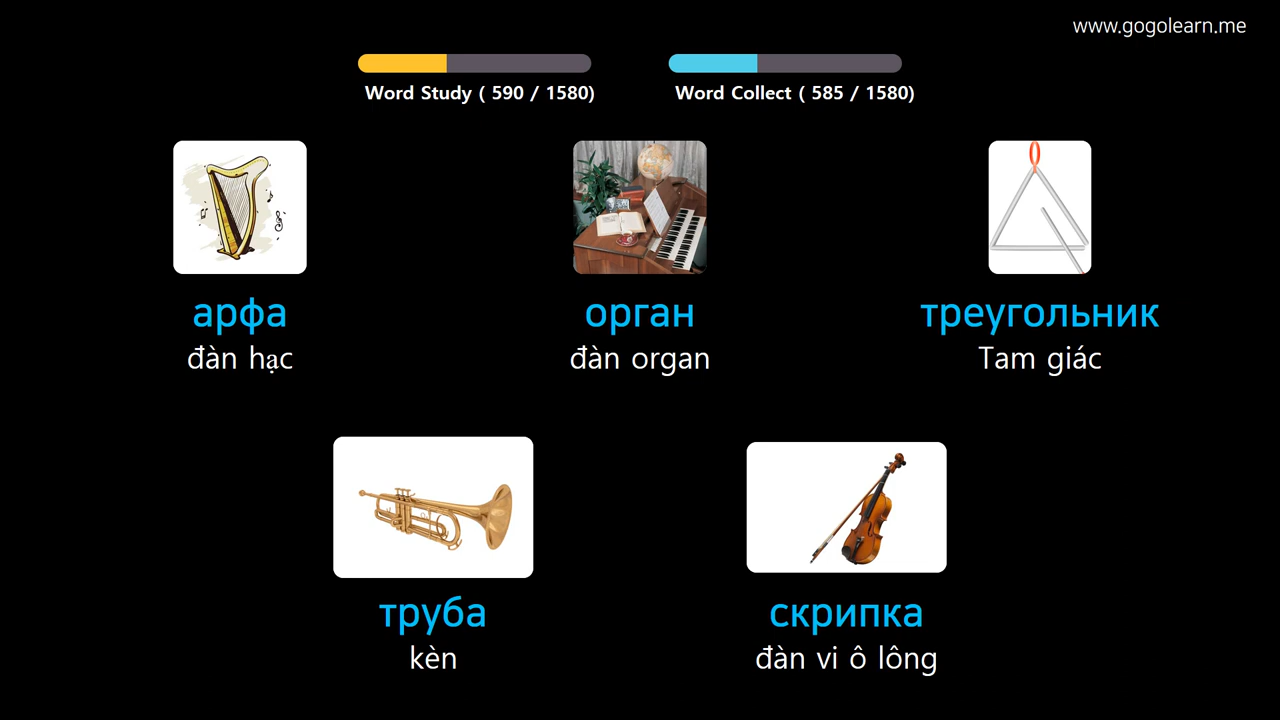 www.gogolearn.me
Word Study ( 590 / 1580)
Word Collect ( 585 / 1580)
арфа
đàn hạc
орган
đàn organ
треугольник
Tam giác
труба
kèn
скрипка
đàn vi ô lông